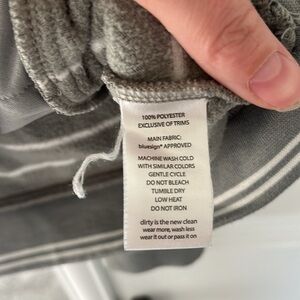 100% POLYESTER
EXCLUSIVE OF TRIMS
MAIN FABRIC:
bluesign® APPROVED
MACHINE WASH COLD
WITH SIMILAR COLORS
GENTLE CYCLE
DO NOT BLEACH
TUMBLE DRY
LOW HEAT
DO NOT IRON
dirty is the new clean
wear more, wash less
wear it out or pass it on